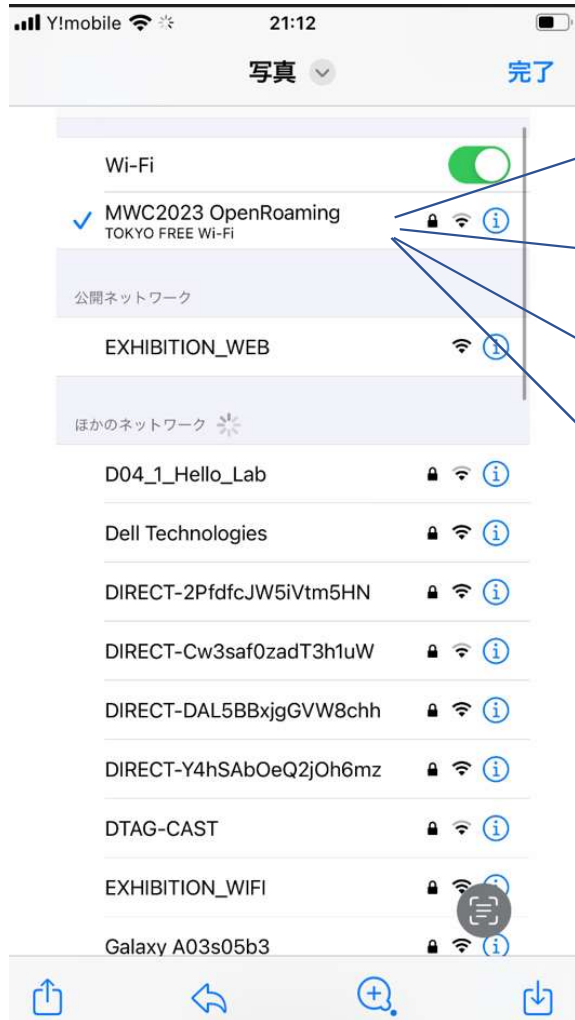 Y!mobile 21:12
写真 完了
Wi-Fi
MWC2023 OpenRoaming
TOKYO FREE Wi-Fi
公開ネットワーク
EXHIBITION_WEB
ほかのネットワーク
D04_1_Hello_Lab
Dell Technologies
DIRECT-2PfdfcJW5iVtm5HN
DIRECT-Cw3saf0zadT3h1uW
DIRECT-DAL5BBxjgGVW8chh
DIRECT-Y4hSAbOeQ2jOh6mz
DTAG-CAST
EXHIBITION_WIFI
Galaxy A03s05b3